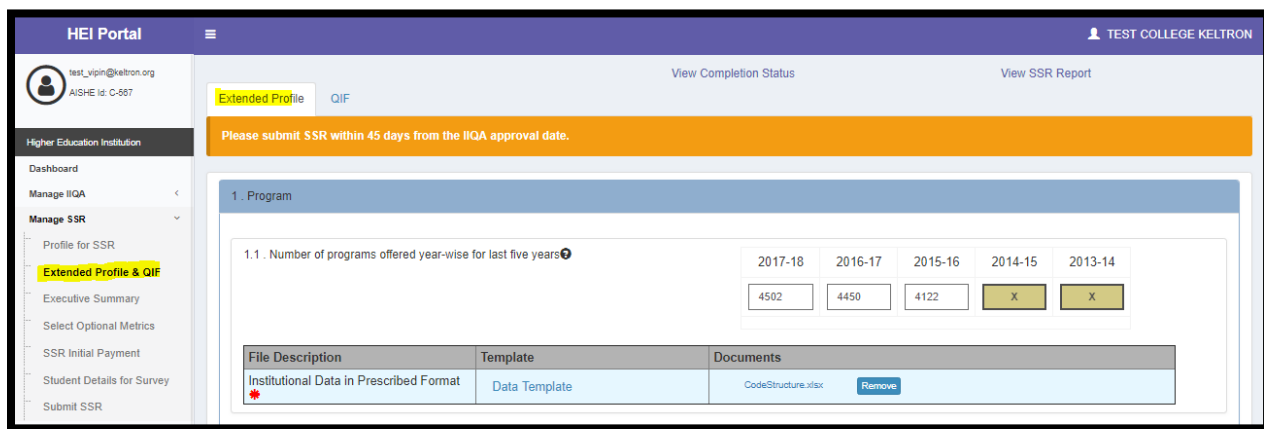 HEI Portal
TEST COLLEGE KELTRON
test_vipin@keltron.org
AISHE Id: C-567
Higher Education Institution
Dashboard
Manage IIQA
Manage SSR
Profile for SSR
Extended Profile & QIF
Executive Summary
Select Optional Metrics
SSR Initial Payment
Student Details for Survey
Submit SSR
View Completion Status View SSR Report
Extended Profile QIF
Please submit SSR within 45 days from the IIQA approval date.
1 . Program
1.1 . Number of programs offered year-wise for last five years
2017-18 2016-17 2015-16 2014-15 2013-14
4502 4450 4122 X X
File Description Template Documents
Institutional Data in Prescribed Format Data Template CodeStructure.xlsx Remove